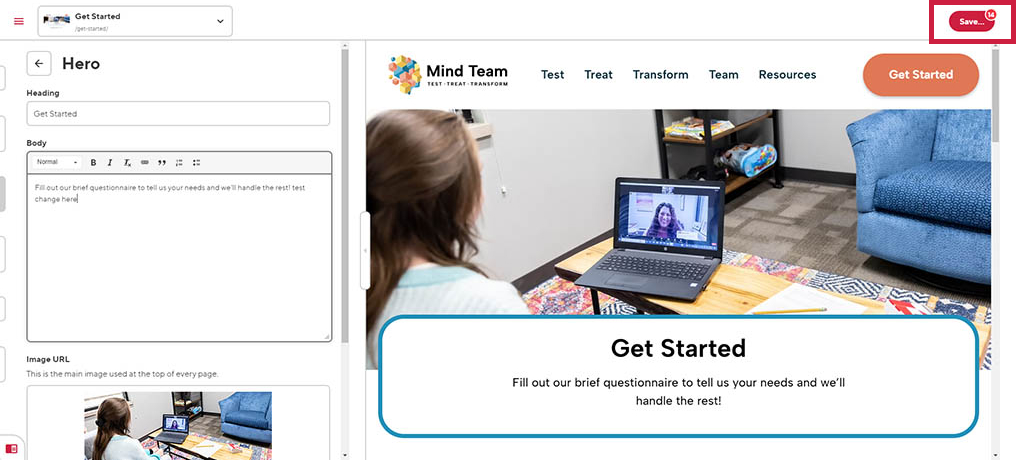 Get Started
/get-started/
Save...
14
Hero
Heading
Get Started
Body
Normal
Fill out our brief questionnaire to tell us your needs and we'll handle the rest! test
change here
Image URL
This is the main image used at the top of every page.
Mind Team
TEST · TREAT · TRANSFORM
Test
Treat
Transform
Team
Resources
Get Started
Get Started
Fill out our brief questionnaire to tell us your needs and we'll
handle the rest!